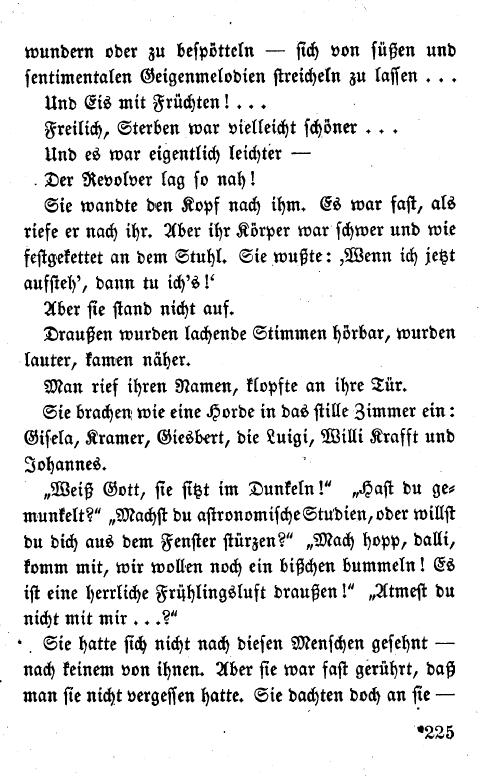 wundern oder zu bespötteln — sich von süßen und
sentimentalen Geigenmelodien streicheln zu lassen . . .
Und Eis mit Früchten! . . .
Freilich, Sterben war vielleicht schöner . . .
Und es war eigentlich leichter —
Der Revolver lag so nah!
Sie wandte den Kopf nach ihm. Es war fast, als
riefe er nach ihr. Aber ihr Körper war schwer und wie
festgekettet an dem Stuhl. Sie wußte: ‚Wenn ich jetzt
aufsteh’, dann tu ich’s!‘
Aber sie stand nicht auf.
Draußen wurden lachende Stimmen hörbar, wurden
lauter, kamen näher.
Man rief ihren Namen, klopfte an ihre Tür.
Sie brachen wie eine Horde in das stille Zimmer ein:
Gisela, Kramer, Giesbert, die Luigi, Willi Krafft und
Johannes.
„Weiß Gott, sie sitzt im Dunkeln!“ „Hast du ge-
munkelt?“ „Machst du astronomische Studien, oder willst
du dich aus dem Fenster stürzen?“ „Mach hopp, dalli,
komm mit, wir wollen noch ein bißchen bummeln! Es
ist eine herrliche Frühlingsluft draußen!“ „Atmest du
nicht mit mir . . .?“
Sie hatte sich nicht nach diesen Menschen gesehnt —
nach keinem von ihnen. Aber sie war fast gerührt, daß
man sie nicht vergessen hatte. Sie dachten doch an sie —
225